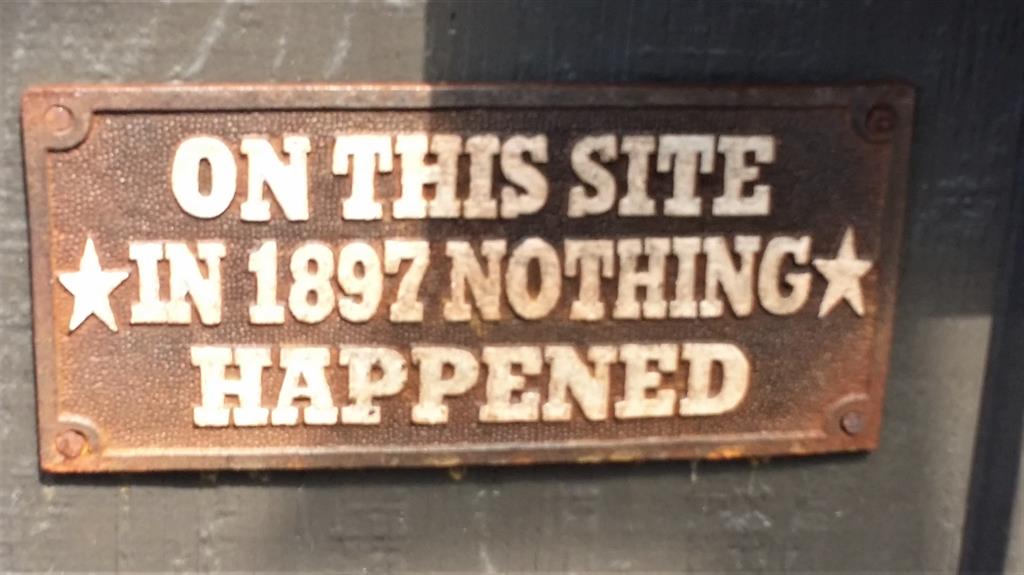 ON THIS SITE
IN 1897 NOTHING
HAPPENED